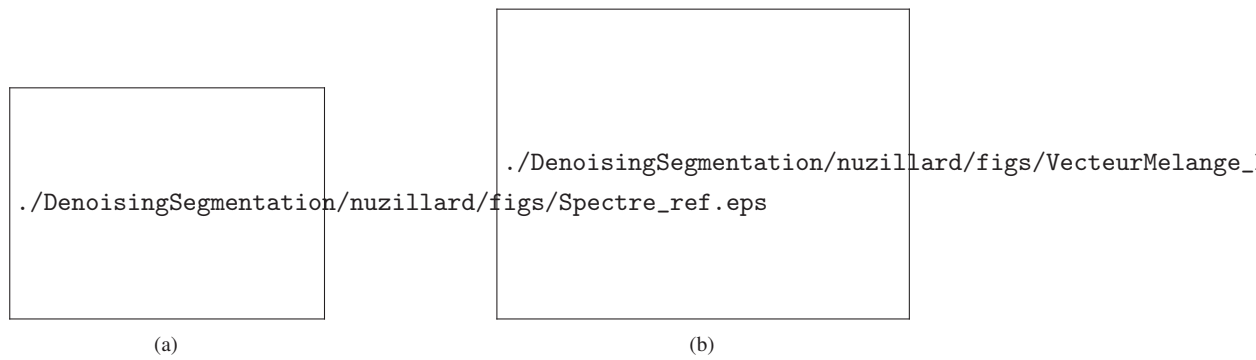 ./DenoisingSegmentation/nuzillard/figs/VecteurMelange_
./DenoisingSegmentation/nuzillard/figs/Spectre_ref.eps
(a)
(b)